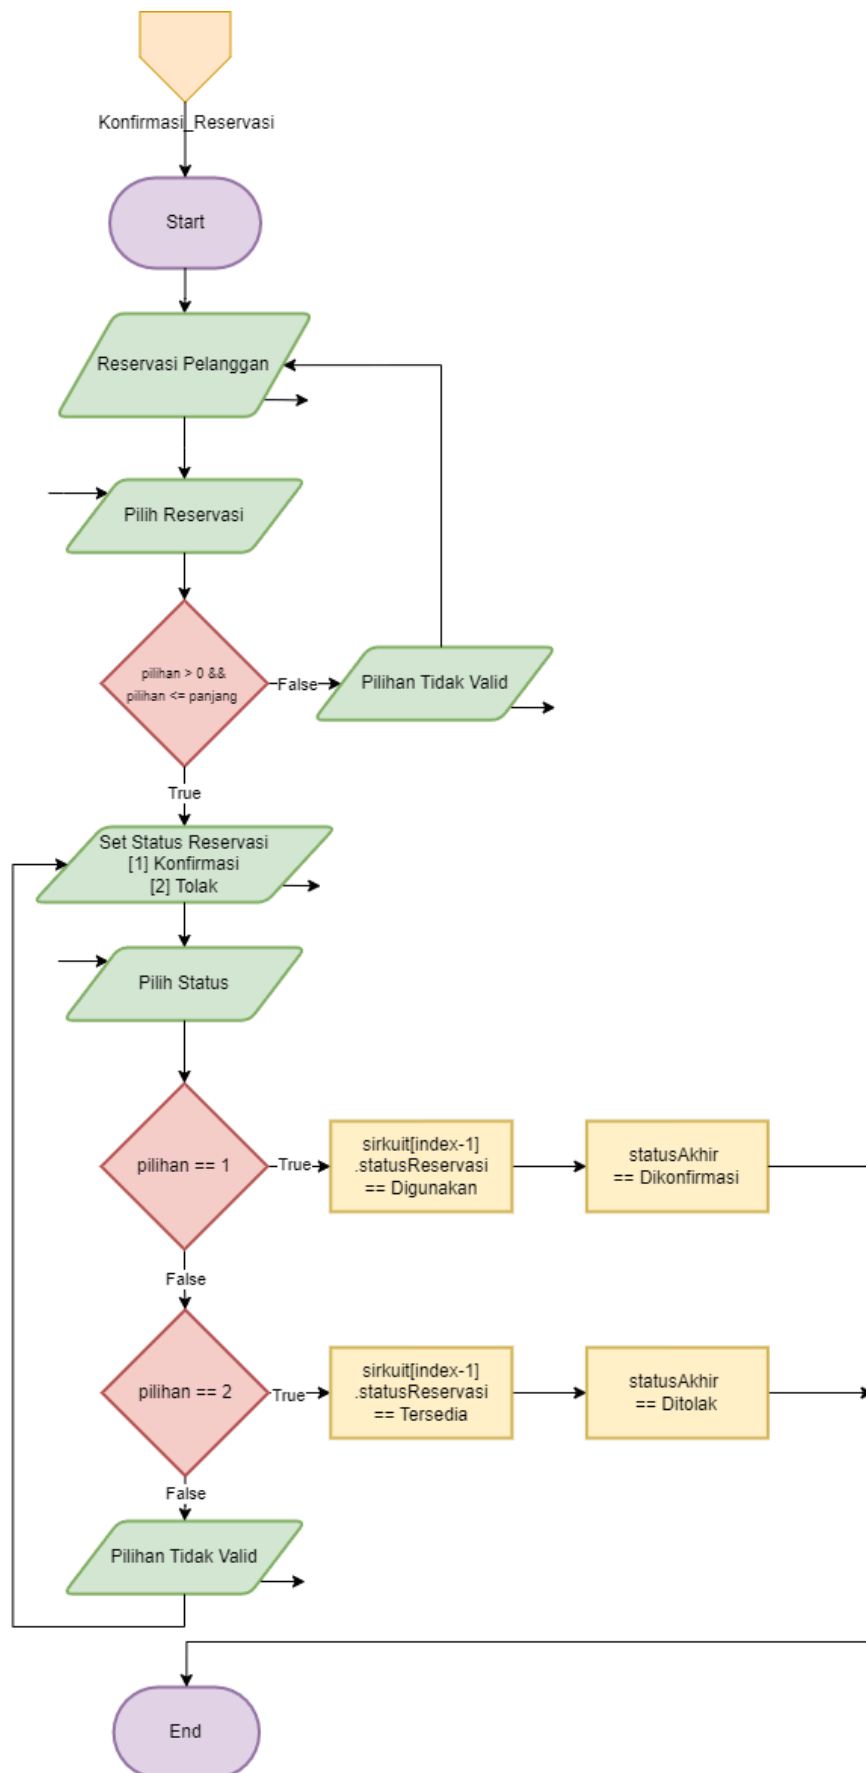 Konfirmasi_Reservasi
Start
Reservasi Pelanggan
Pilih Reservasi
pilihan > 0 &&
pilihan <= panjang
False
Pilihan Tidak Valid
True
Set Status Reservasi
[1] Konfirmasi
[2] Tolak
Pilih Status
pilihan == 1
True
sirkuit[index-1]
.statusReservasi
== Digunakan
statusAkhir
== Dikonfirmasi
False
pilihan == 2
True
sirkuit[index-1]
.statusReservasi
== Tersedia
statusAkhir
== Ditolak
False
Pilihan Tidak Valid
End